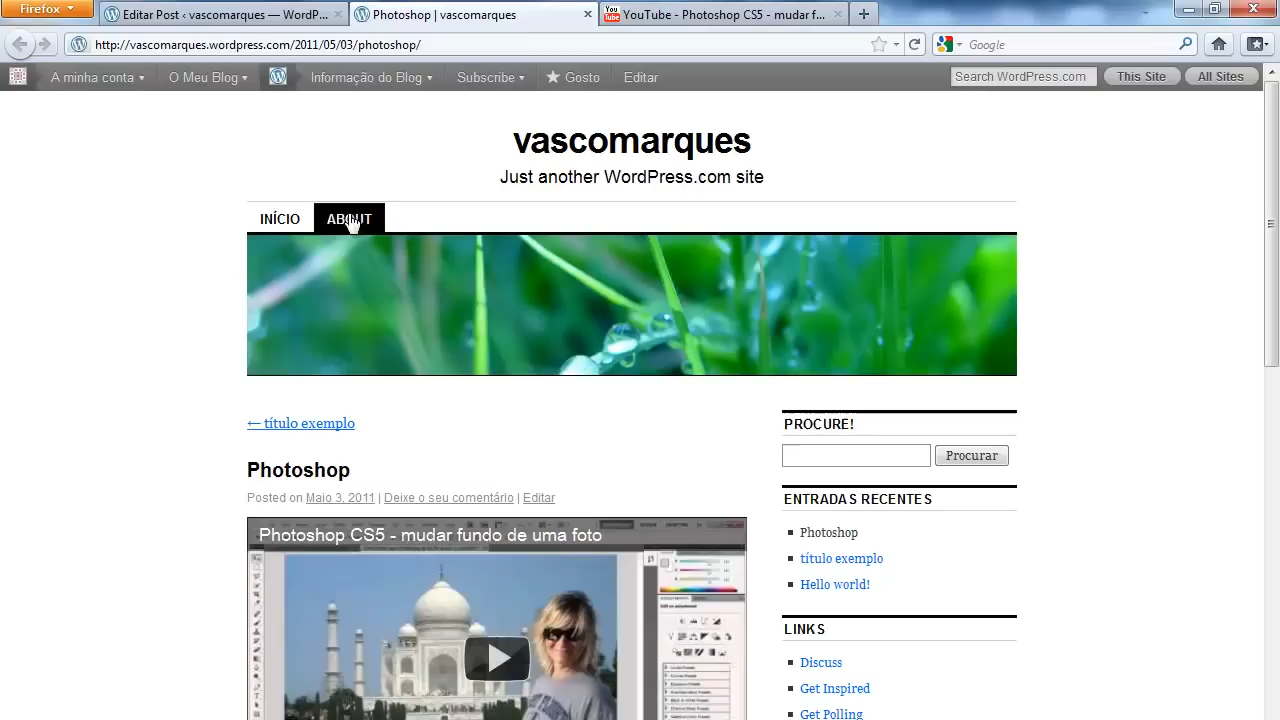 Firefox
Editar Post ‹ vascomarques — WordP...
Photoshop | vascomarques
YouTube - Photoshop CS5 - mudar f...
http://vascomarques.wordpress.com/2011/05/03/photoshop/
Google
A minha conta
O Meu Blog
Informação do Blog
Subscribe
Gosto
Editar
Search WordPress.com
This Site
All Sites
vascomarques
Just another WordPress.com site
INÍCIO
ABOUT
← título exemplo
Photoshop
Posted on Maio 3, 2011 | Deixe o seu comentário | Editar
Photoshop CS5 - mudar fundo de uma foto
PROCURE!
Procurar
ENTRADAS RECENTES
Photoshop
título exemplo
Hello world!
LINKS
Discuss
Get Inspired
Get Polling